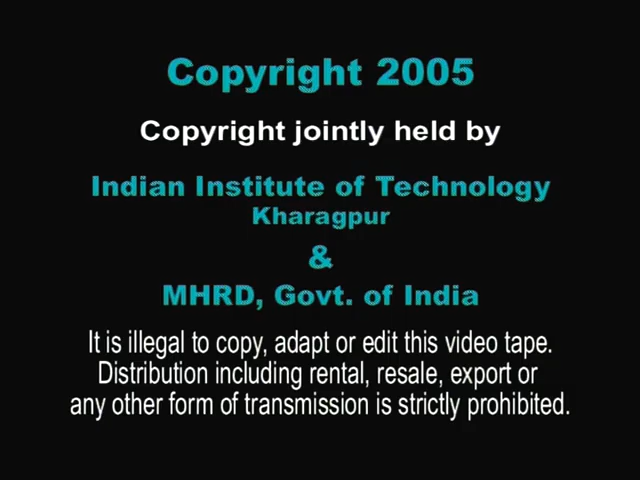 Copyright 2005
Copyright jointly held by
Indian Institute of Technology
Kharagpur
&
MHRD, Govt. of India
It is illegal to copy, adapt or edit this video tape.
Distribution including rental, resale, export or
any other form of transmission is strictly prohibited.